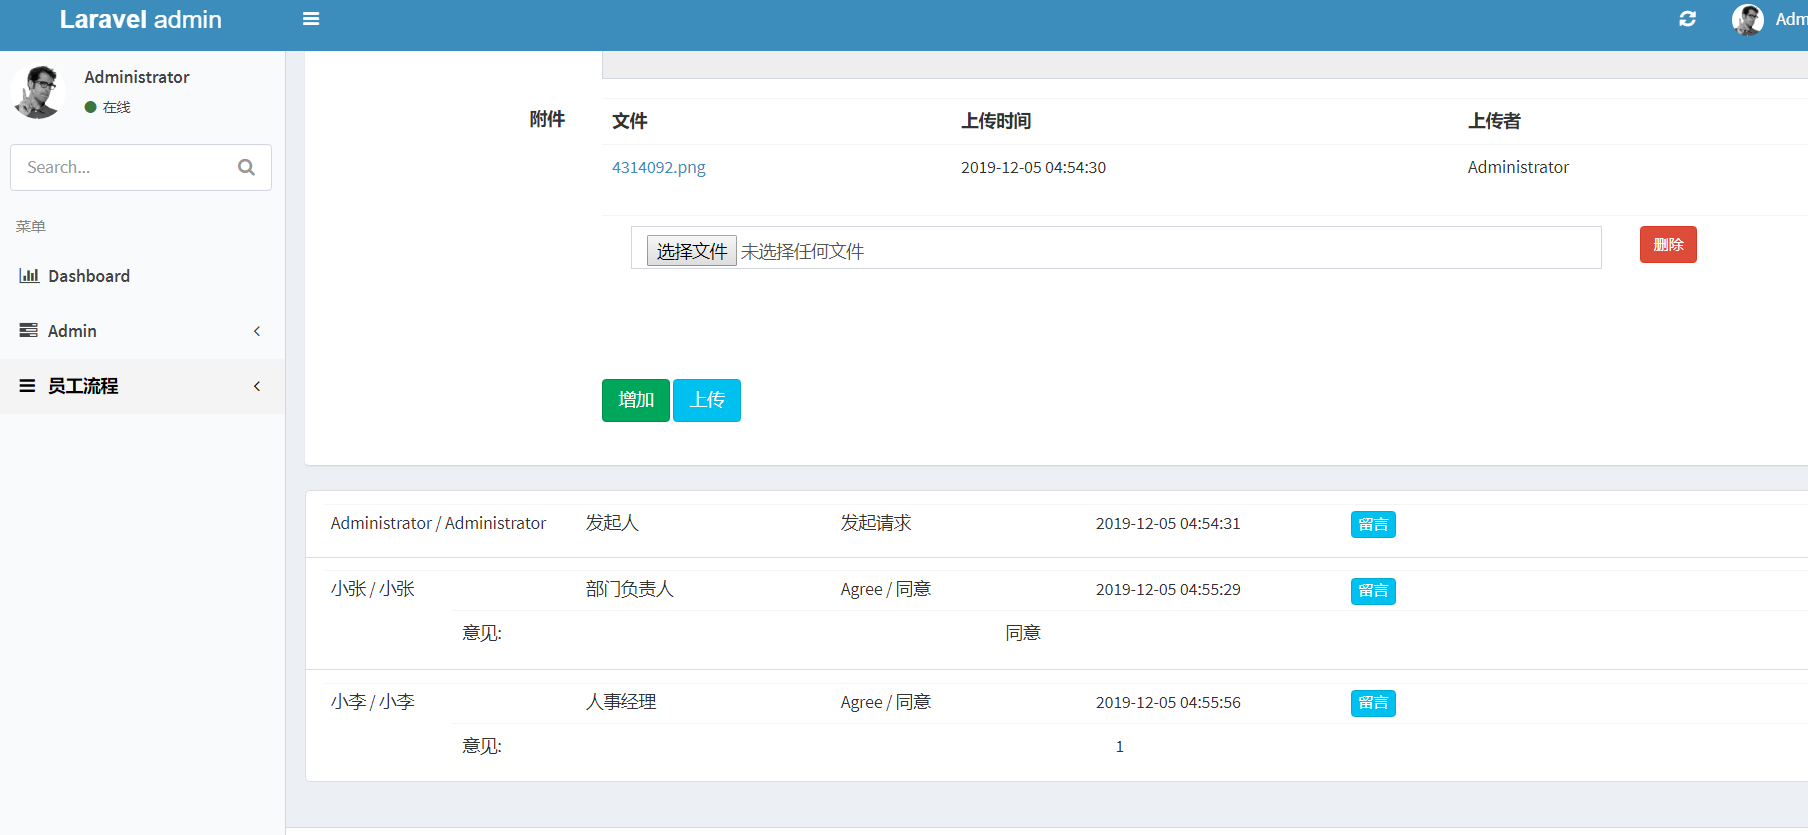 Laravel admin
Adm
Administrator
在线
Search...
菜单
Dashboard
Admin
员工流程
附件 文件 上传时间 上传者
4314092.png 2019-12-05 04:54:30 Administrator
选择文件 未选择任何文件 删除
增加 上传
Administrator / Administrator 发起人 发起请求 2019-12-05 04:54:31 留言
小张 / 小张 部门负责人 Agree / 同意 2019-12-05 04:55:29 留言
意见: 同意
小李 / 小李 人事经理 Agree / 同意 2019-12-05 04:55:56 留言
意见: 1